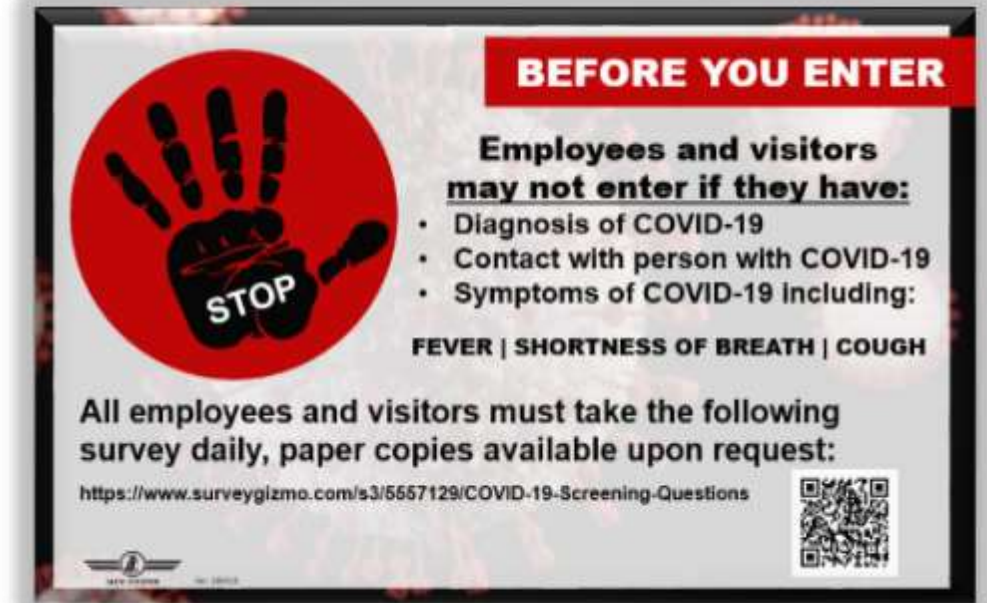 BEFORE YOU ENTER
STOP
Employees and visitors
may not enter if they have:
• Diagnosis of COVID-19
• Contact with person with COVID-19
• Symptoms of COVID-19 including:
FEVER | SHORTNESS OF BREATH | COUGH
All employees and visitors must take the following
survey daily, paper copies available upon request:
https://www.surveygizmo.com/s3/5557129/COVID-19-Screening-Questions
JACK COOPER